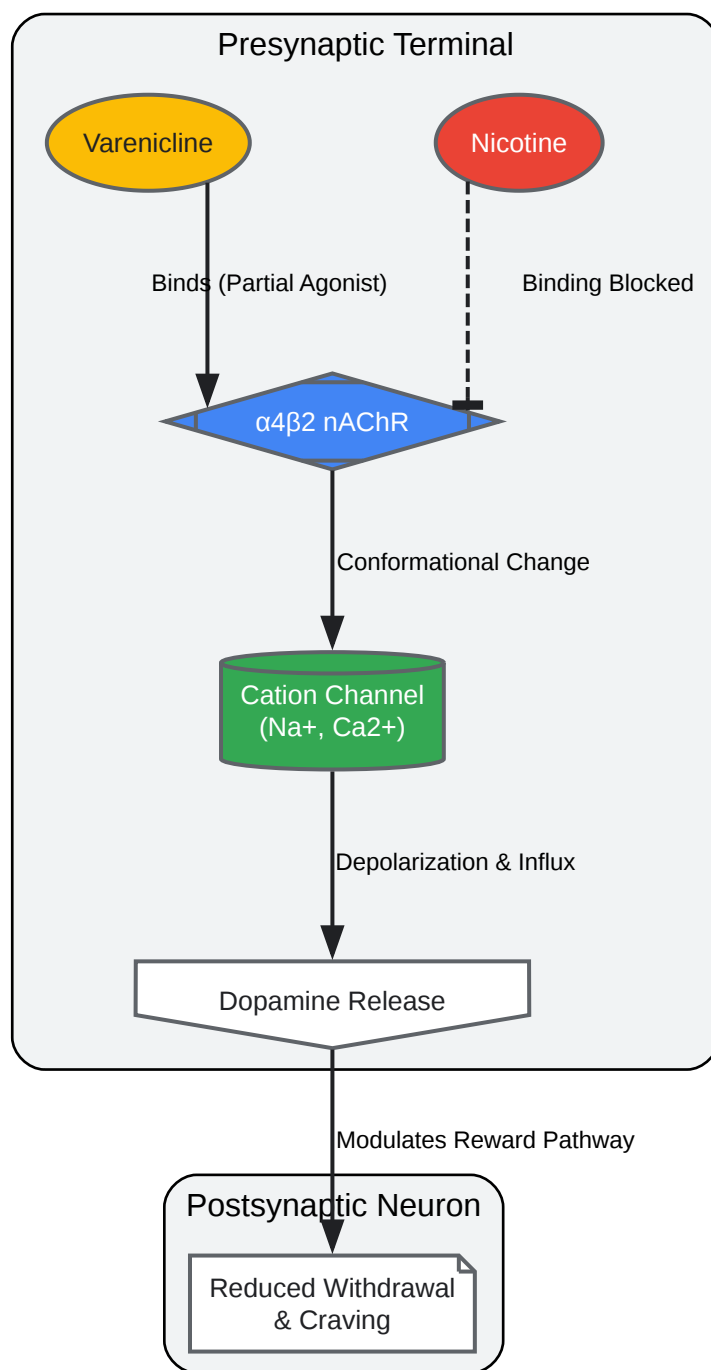 Presynaptic Terminal
Varenicline
Nicotine
Binds (Partial Agonist)
Binding Blocked
α4β2 nAChR
Conformational Change
Cation Channel
(Na+, Ca2+)
Depolarization & Influx
Dopamine Release
Modulates Reward Pathway
Postsynaptic Neuron
Reduced Withdrawal
& Craving